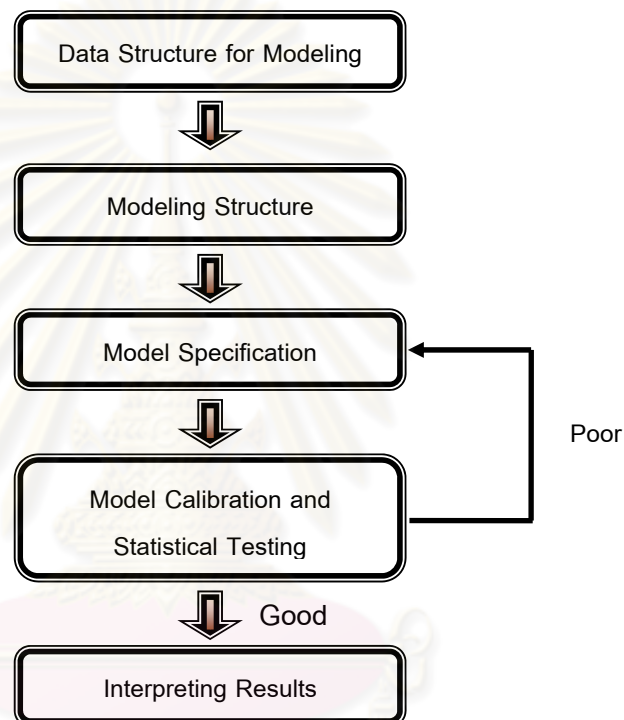 Data Structure for Modeling
Modeling Structure
Model Specification
Poor
Model Calibration and
Statistical Testing
Good
Interpreting Results